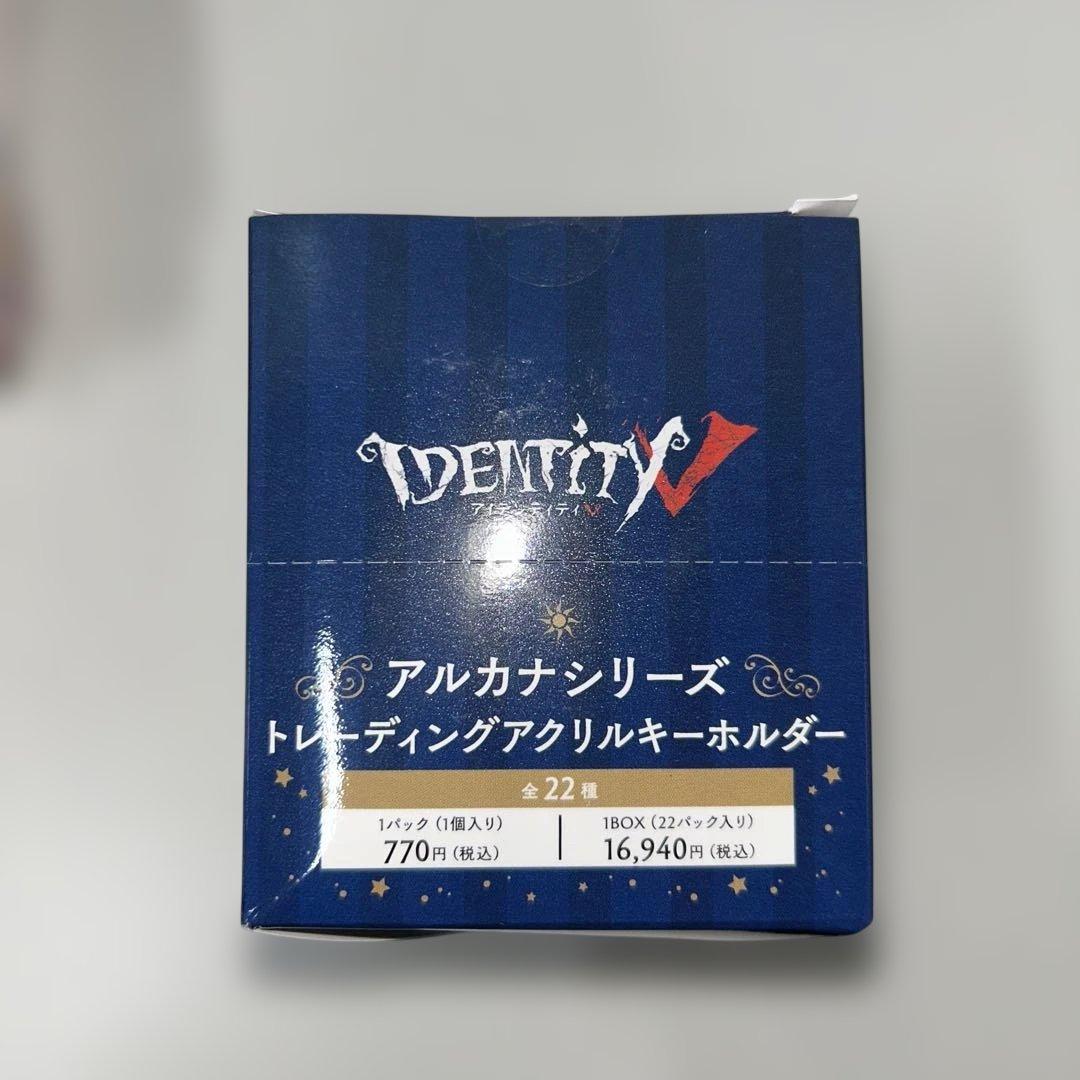 IDENTITY V
アイデンティティV
アルカナシリーズ
トレーディングアクリルキーホルダー
全22種
1パック（1個入り）
770円（税込）
1BOX（22パック入り）
16,940円（税込）